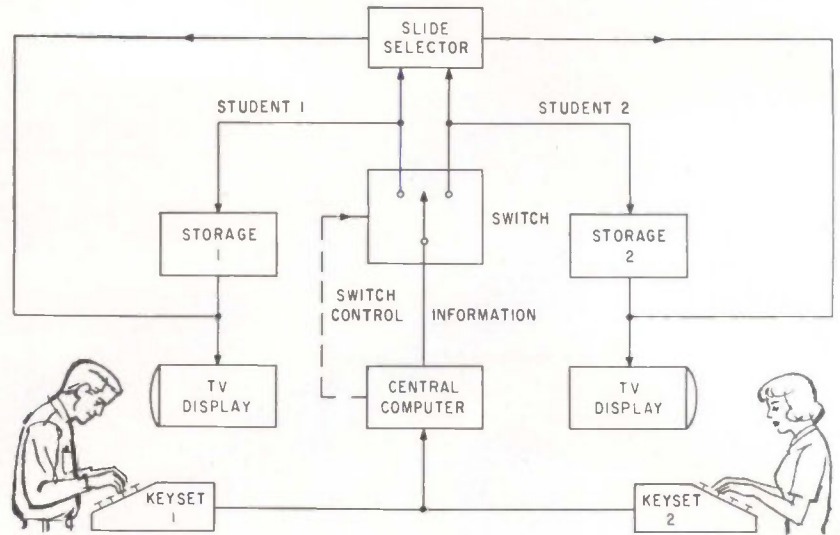 SLIDE
SELECTOR
STUDENT 1
STUDENT 2
SWITCH
STORAGE
1
STORAGE
2
SWITCH
CONTROL
INFORMATION
TV
DISPLAY
CENTRAL
COMPUTER
TV
DISPLAY
KEYSET
1
KEYSET
2